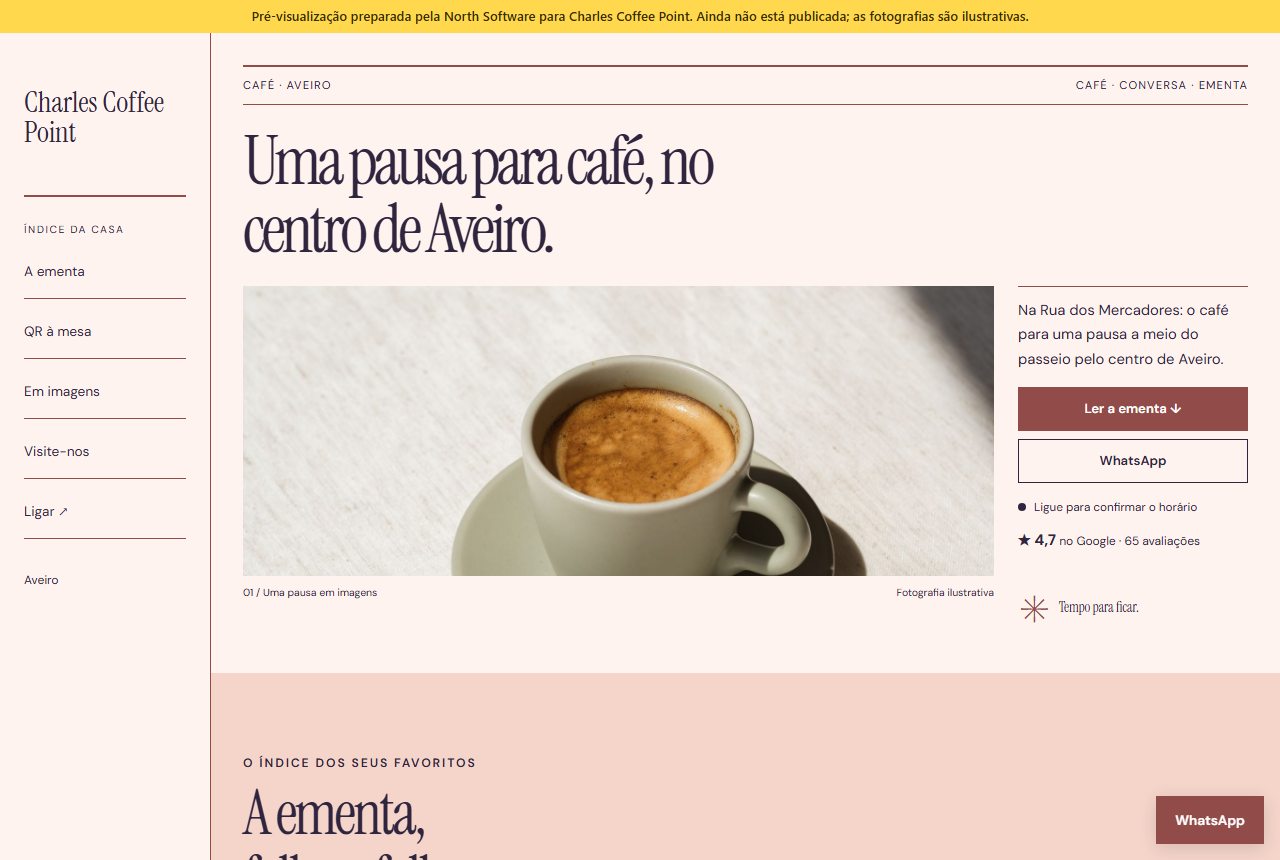 Pré-visualização preparada pela North Software para Charles Coffee Point. Ainda não está publicada; as fotografias são ilustrativas.
Charles Coffee
Point
ÍNDICE DA CASA
A ementa
QR à mesa
Em imagens
Visite-nos
Ligar ↗
Aveiro
CAFÉ · AVEIRO
CAFÉ · CONVERSA · EMENTA
Uma pausa para café, no
centro de Aveiro.
01 / Uma pausa em imagens
Fotografia ilustrativa
Na Rua dos Mercadores: o café
para uma pausa a meio do
passeio pelo centro de Aveiro.
Ler a ementa ↓
WhatsApp
Ligue para confirmar o horário
★ 4,7 no Google · 65 avaliações
Tempo para ficar.
O ÍNDICE DOS SEUS FAVORITOS
A ementa,
WhatsApp